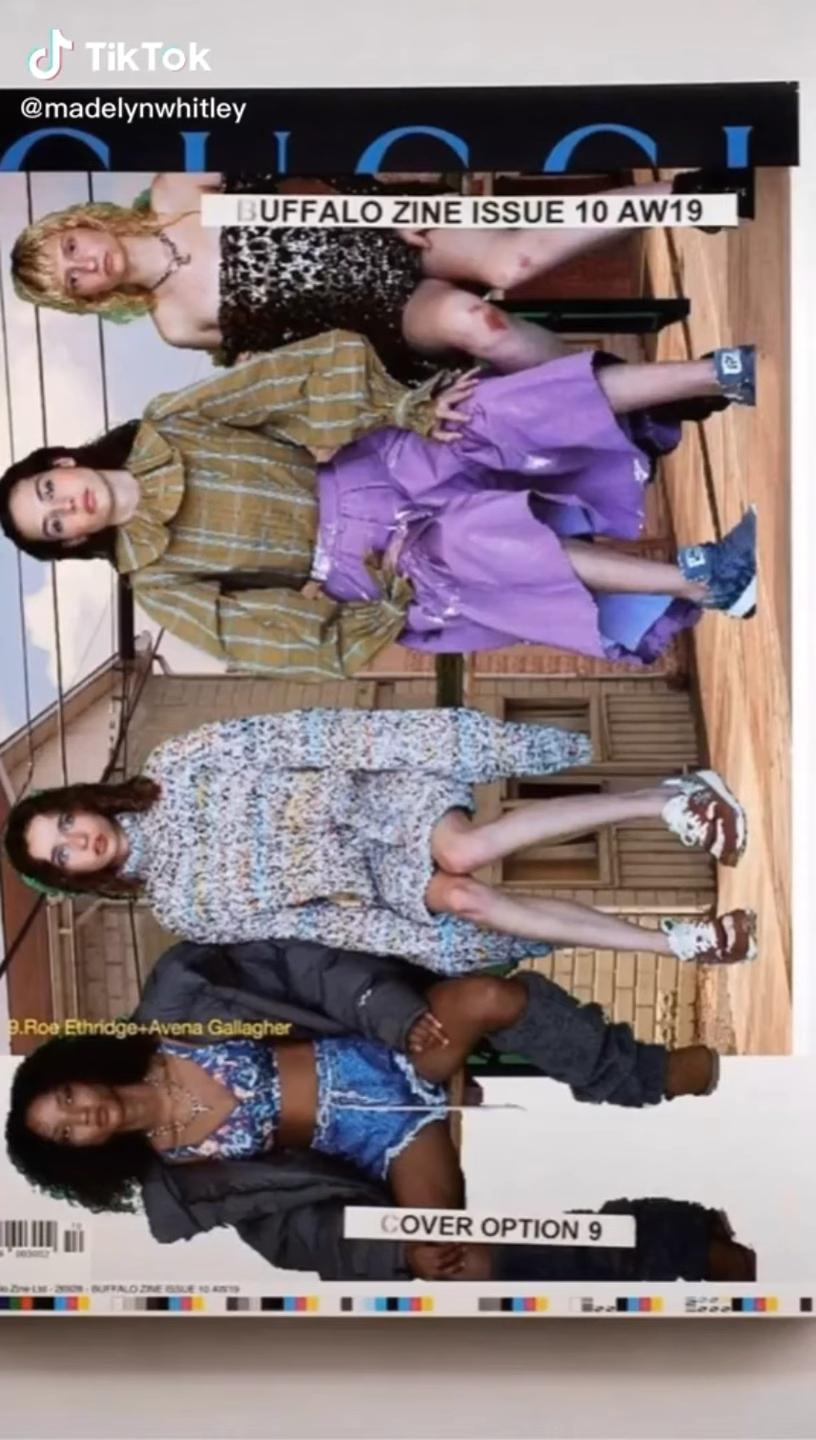 TikTok
@madelynwhitley
GUCCI
BUFFALO ZINE ISSUE 10 AW19
9.Roe Ethridge+Avena Gallagher
COVER OPTION 9
BUFFALO ZINE ISSUE 10 AW19